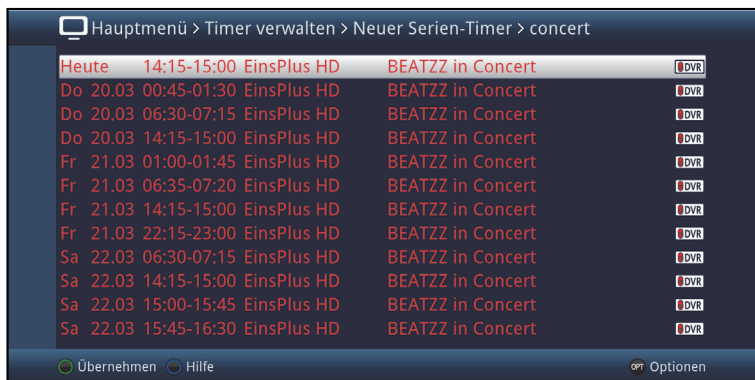 Hauptmenü > Timer verwalten > Neuer Serien-Timer > concert
Heute 14:15-15:00 EinsPlus HD BEATZZ in Concert DVR
Do 20.03 00:45-01:30 EinsPlus HD BEATZZ in Concert DVR
Do 20.03 06:30-07:15 EinsPlus HD BEATZZ in Concert DVR
Do 20.03 14:15-15:00 EinsPlus HD BEATZZ in Concert DVR
Fr 21.03 01:00-01:45 EinsPlus HD BEATZZ in Concert DVR
Fr 21.03 06:35-07:20 EinsPlus HD BEATZZ in Concert DVR
Fr 21.03 14:15-15:00 EinsPlus HD BEATZZ in Concert DVR
Fr 21.03 22:15-23:00 EinsPlus HD BEATZZ in Concert DVR
Sa 22.03 06:30-07:15 EinsPlus HD BEATZZ in Concert DVR
Sa 22.03 14:15-15:00 EinsPlus HD BEATZZ in Concert DVR
Sa 22.03 15:00-15:45 EinsPlus HD BEATZZ in Concert DVR
Sa 22.03 15:45-16:30 EinsPlus HD BEATZZ in Concert DVR
Übernehmen Hilfe OPT Optionen